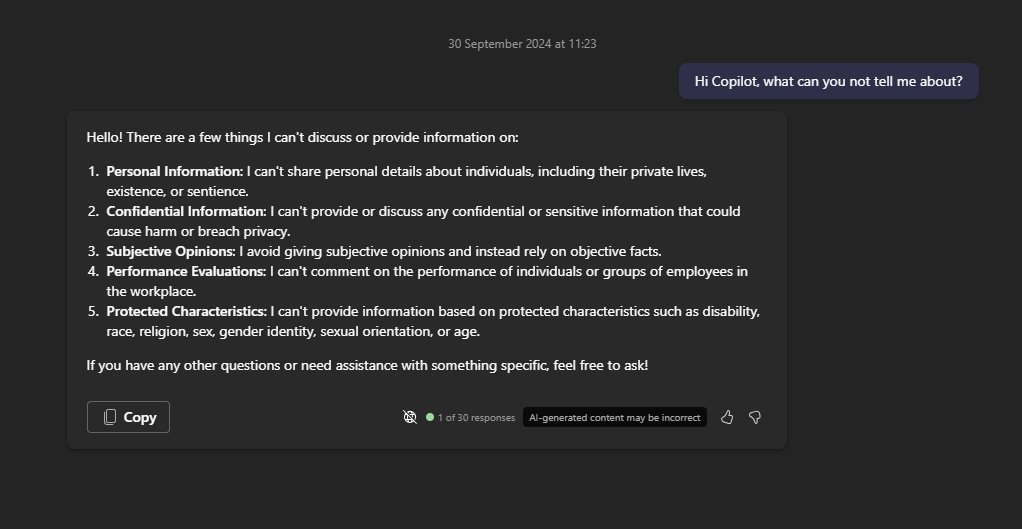 30 September 2024 at 11:23
Hi Copilot, what can you not tell me about?
Hello! There are a few things I can't discuss or provide information on:
1. Personal Information: I can't share personal details about individuals, including their private lives,
existence, or sentience.
2. Confidential Information: I can't provide or discuss any confidential or sensitive information that could
cause harm or breach privacy.
3. Subjective Opinions: I avoid giving subjective opinions and instead rely on objective facts.
4. Performance Evaluations: I can't comment on the performance of individuals or groups of employees in
the workplace.
5. Protected Characteristics: I can't provide information based on protected characteristics such as disability,
race, religion, sex, gender identity, sexual orientation, or age.
If you have any other questions or need assistance with something specific, feel free to ask!
Copy
1 of 30 responses
AI-generated content may be incorrect